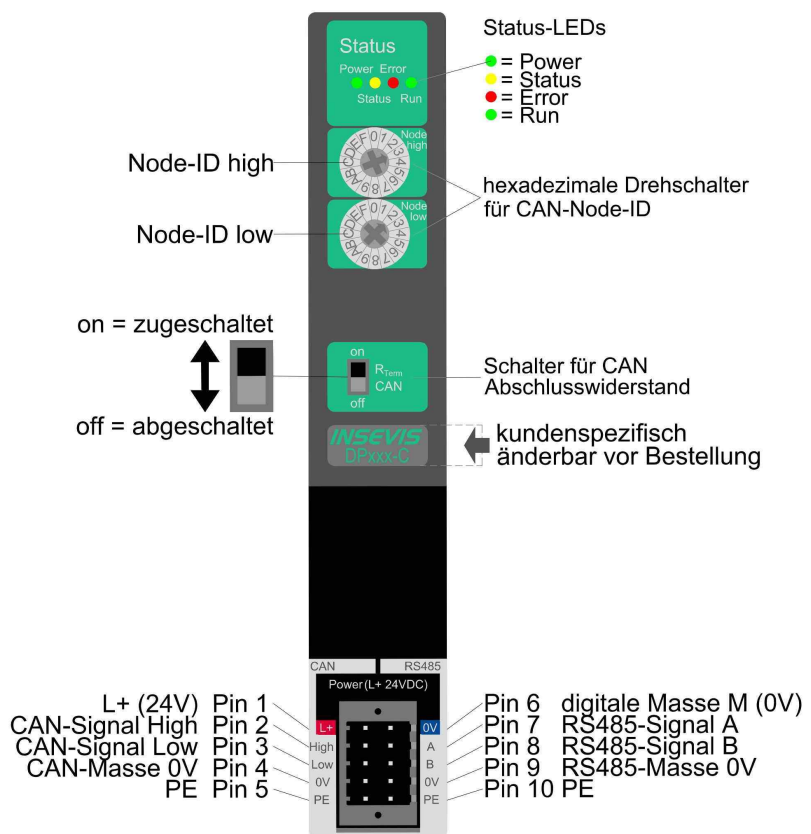 Status-LEDs
= Power
= Status
= Error
= Run
Status
Power Error
Status Run
Node-ID high
0123456789ABCDEF
Node
high
hexadezimale Drehschalter
für CAN-Node-ID
Node-ID low
0123456789ABCDEF
Node
low
on = zugeschaltet
off = abgeschaltet
on
RTerm
CAN
off
Schalter für CAN
Abschlusswiderstand
INSEVIS
DPxxx-C
kundenspezifisch
änderbar vor Bestellung
CAN RS485
Power (L+ 24VDC)
L+ (24V) Pin 1 L+ 0V Pin 6 digitale Masse M (0V)
CAN-Signal High Pin 2 High A Pin 7 RS485-Signal A
CAN-Signal Low Pin 3 Low B Pin 8 RS485-Signal B
CAN-Masse 0V Pin 4 0V 0V Pin 9 RS485-Masse 0V
PE Pin 5 PE PE Pin 10 PE